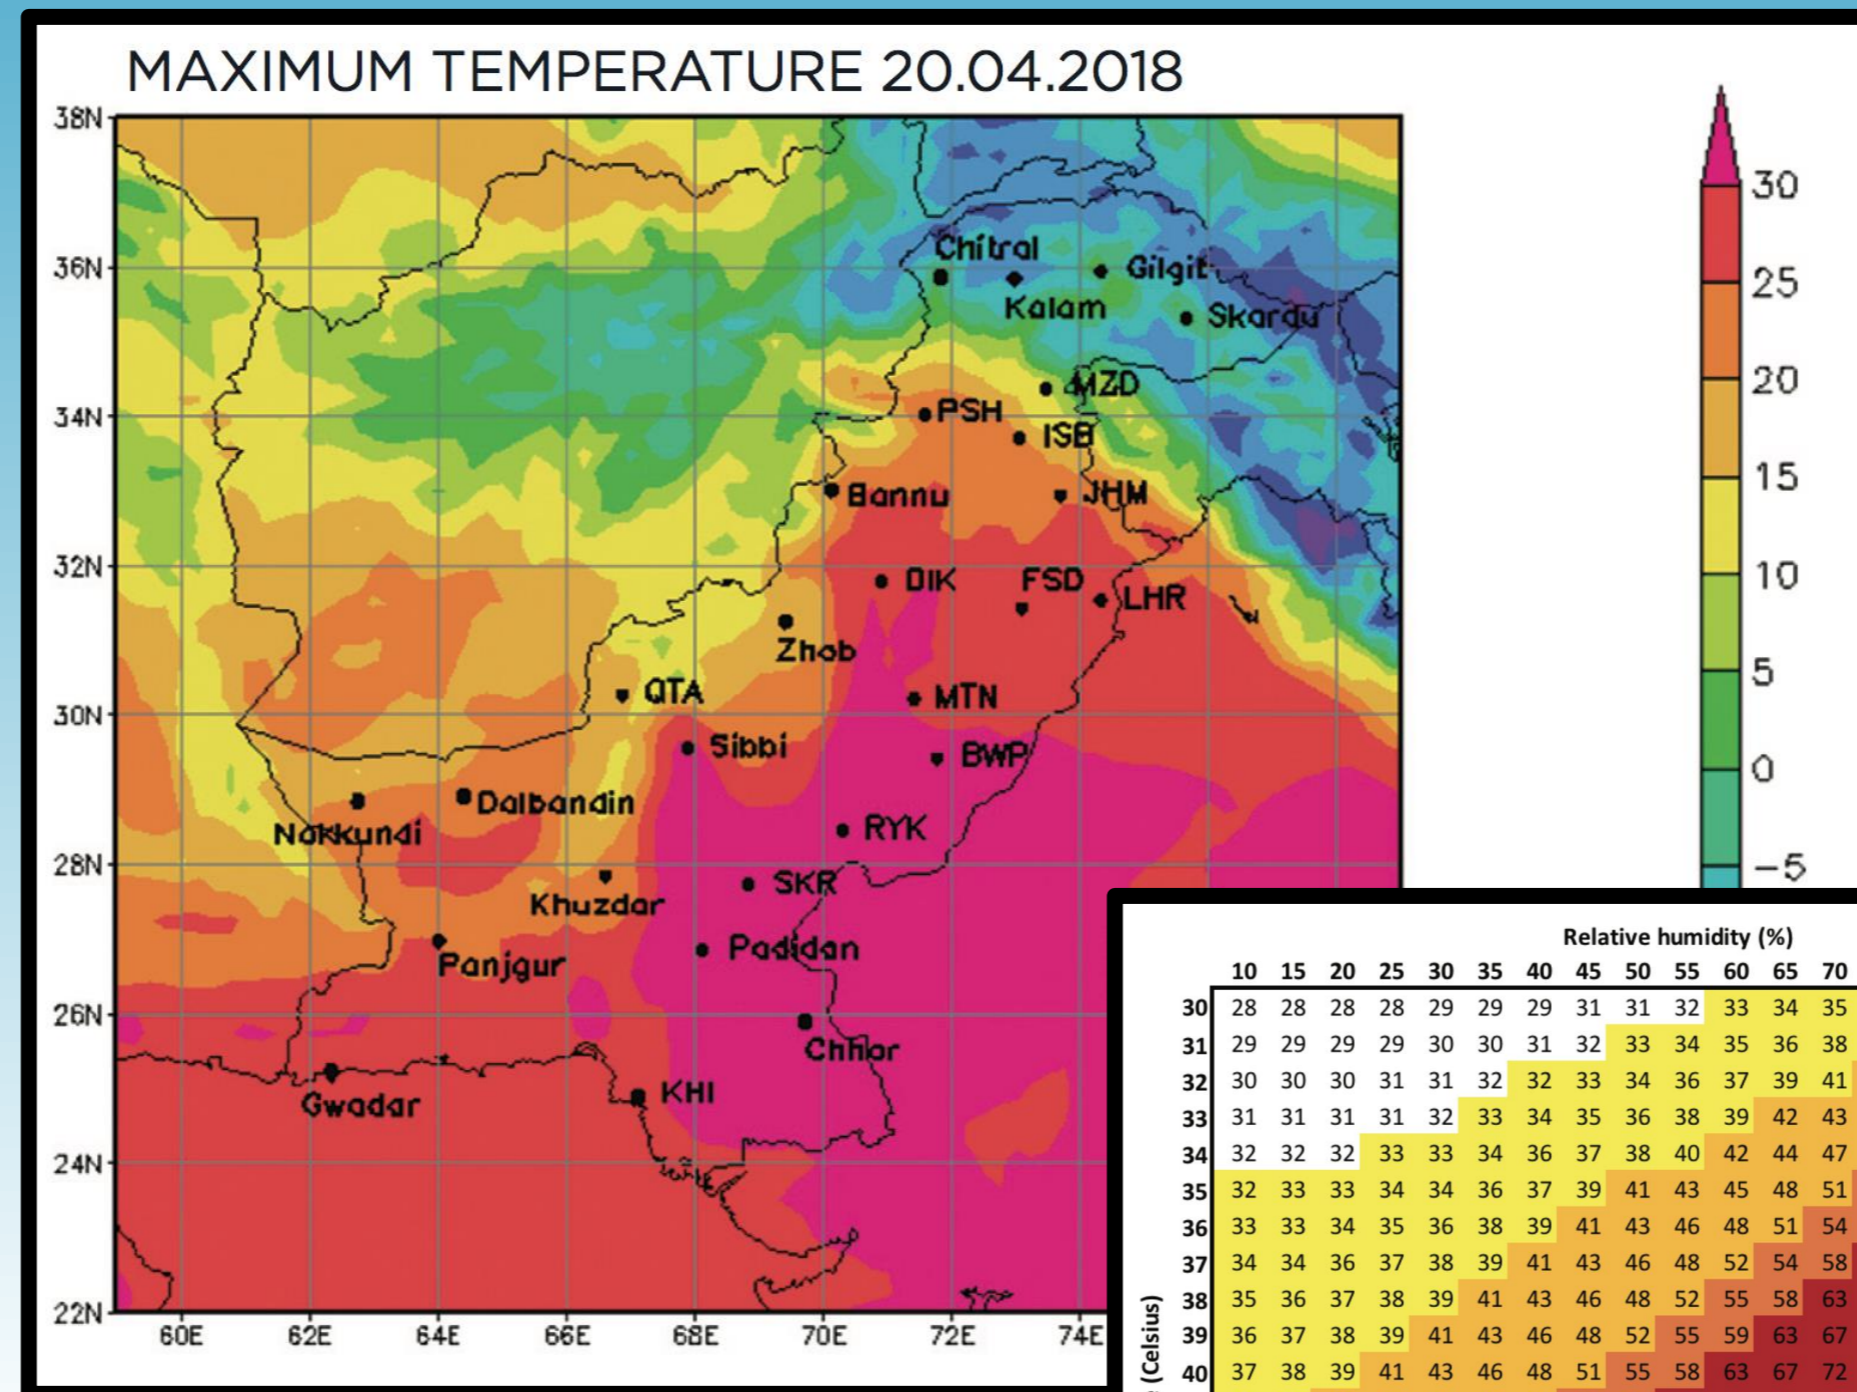 MAXIMUM TEMPERATURE 20.04.2018
38N
36N
34N
32N
30N
28N
26N
24N
22N
60E 62E 64E 66E 68E 70E 72E 74E
Chitral
Gilgit
Kalam
Skardu
MZD
PSH
ISB
Bannu
JHM
DIK
FSD
LHR
Zhob
QTA
MTN
Sibbi
BWP
Dalbandin
Nokkundi
RYK
SKR
Khuzdar
Padidan
Panjgur
Chhor
KHI
Gwadar
30
25
20
15
10
5
0
-5
Relative humidity (%)
10 15 20 25 30 35 40 45 50 55 60 65 70
30 28 28 28 28 29 29 29 31 31 32 33 34 35
31 29 29 29 29 30 30 31 32 33 34 35 36 38
32 30 30 30 31 31 32 32 33 34 36 37 39 41
33 31 31 31 31 32 33 34 35 36 38 39 42 43
34 32 32 32 33 33 34 36 37 38 40 42 44 47
35 32 33 33 34 34 36 37 39 41 43 45 48 51
36 33 33 34 35 36 38 39 41 43 46 48 51 54
37 34 34 36 37 38 39 41 43 46 48 52 54 58
38 35 36 37 38 39 41 43 46 48 52 55 58 63
39 36 37 38 39 41 43 46 48 52 55 59 63 67
40 37 38 39 41 43 46 48 51 55 58 63 67 72
(Celsius)